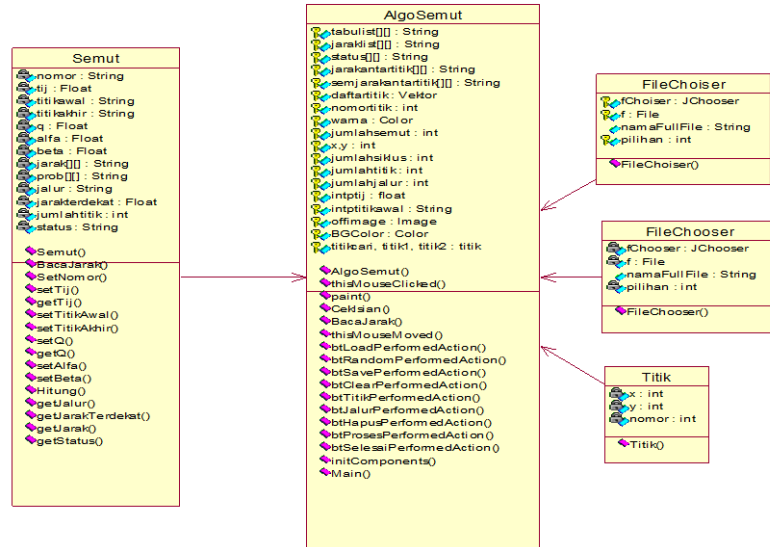 Semut
nomor : String
tij : Float
titikawal : String
titikakhir : String
q : Float
alfa : Float
beta : Float
jarak[][] : String
prob[][] : String
jalur : String
jarakterdekat : Float
jumlahtitik : int
status : String
Semut()
BacaJarak()
SetNomor()
setTij()
getTij()
setTitikAwal()
setTitikAkhir()
setQ()
getQ()
setAlfa()
setBeta()
Hitung()
getJalur()
getJarakTerdekat()
getJarak()
getStatus()
AlgoSemut
tabulist[][] : String
jaraklist[][] : String
status[][] : String
jarakantartitik[][] : String
semjarakantartitik[][] : String
daftartitik : Vektor
nomortitik : int
warna : Color
jumlahsemut : int
x,y : int
jumlahsiklus : int
jumlahtitik : int
jumlahjalur : int
intptij : float
intptitikawal : String
offimage : Image
BGColor : Color
titikcari, titik1, titik2 : titik
AlgoSemut()
thisMouseClicked()
paint()
CekIsian()
BacaJarak()
thisMouseMoved()
btLoadPerformedAction()
btRandomPerformedAction()
btSavePerformedAction()
btClearPerformedAction()
btTitikPerformedAction()
btJalurPerformedAction()
btHapusPerformedAction()
btProsesPerformedAction()
btSelesaiPerformedAction()
initComponents()
Main()
FileChoiser
fChoiser : JChooser
f : File
namaFullFile : String
pilihan : int
FileChoiser()
FileChooser
fChooser : JChooser
f : File
namaFullFile : String
pilihan : int
FileChooser()
Titik
x : int
y : int
nomor : int
Titik()